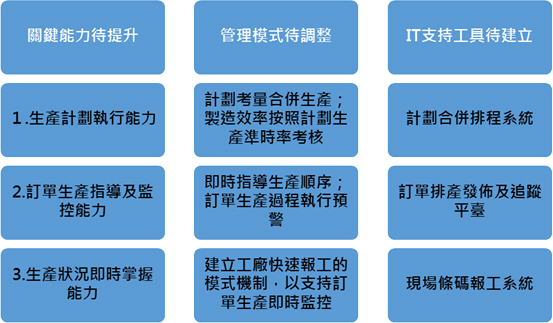 關鍵能力待提升
管理模式待調整
IT支持工具待建立
1.生產計劃執行能力
計劃考量合併生產；
製造效率按照計劃生
產準時率考核
計劃合併排程系統
2.訂單生產指導及監
控能力
即時指導生產順序；
訂單生產過程執行預
警
訂單排產發佈及追蹤
平臺
3.生產狀況即時掌握
能力
建立工廠快速報工的
模式機制，以支持訂
單生產即時監控
現場條碼報工系統